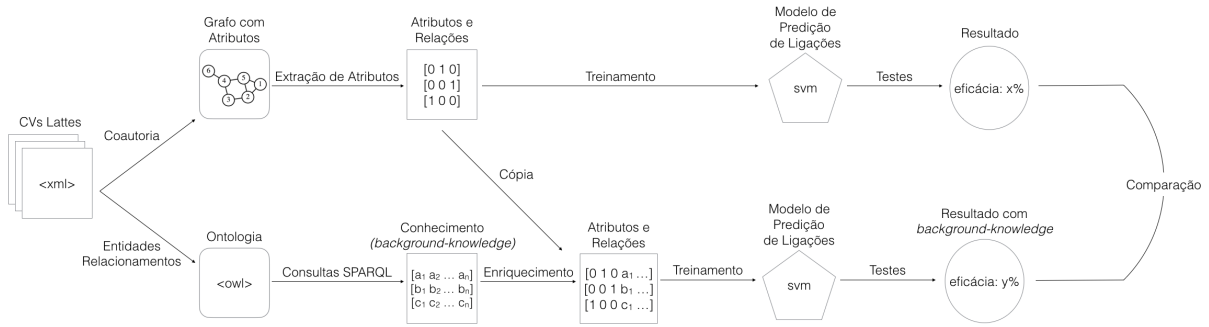 Grafo com
Atributos
6
4
5
1
3
2
Extração de Atributos
Atributos e
Relações
[0 1 0]
[0 0 1]
[1 0 0]
Treinamento
Modelo de
Predição
de Ligações
svm
Testes
Resultado
eficácia: x%
CVs Lattes
<xml>
Coautoria
Cópia
Comparação
Entidades
Relacionamentos
Ontologia
<owl>
Consultas SPARQL
Conhecimento
(background-knowledge)
[a₁ a₂ ... aₙ]
[b₁ b₂ ... bₙ]
[c₁ c₂ ... cₙ]
Enriquecimento
Atributos e
Relações
[0 1 0 a₁ ...]
[0 0 1 b₁ ...]
[1 0 0 c₁ ...]
Treinamento
Modelo de
Predição
de Ligações
svm
Testes
Resultado com
background-knowledge
eficácia: y%